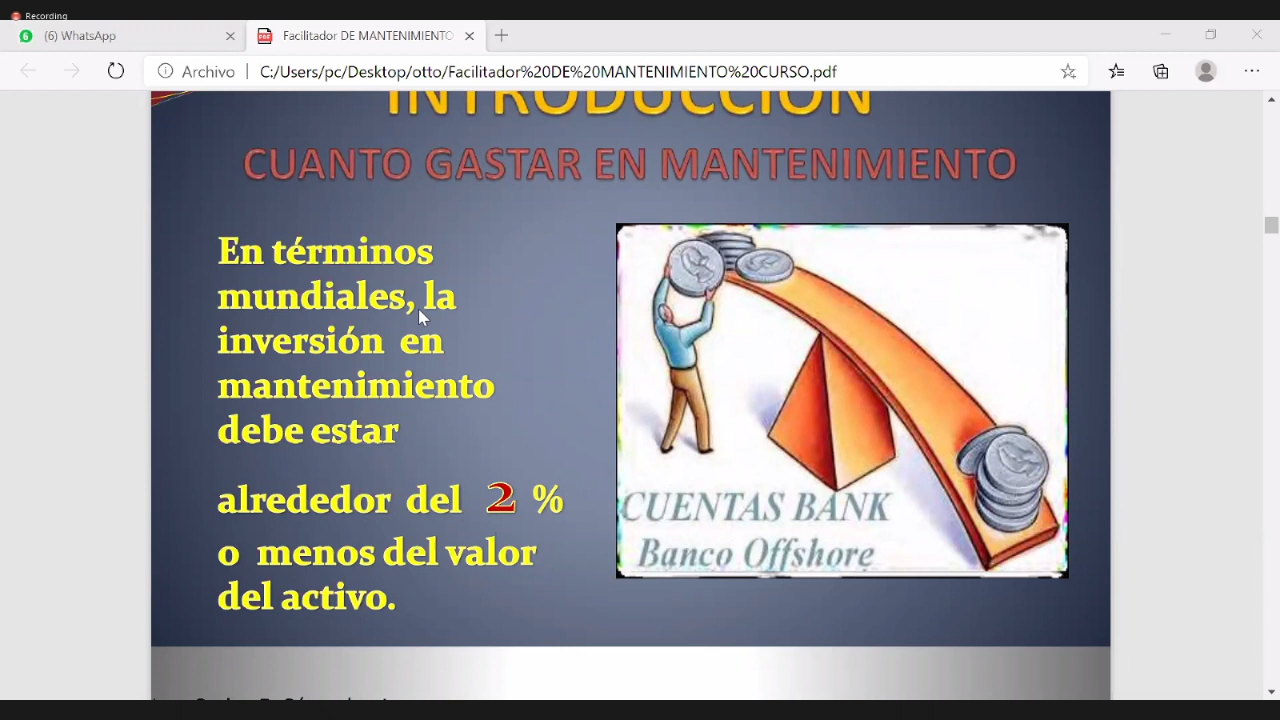 Recording
(6) WhatsApp
Facilitador DE MANTENIMIENTO
Archivo
C:/Users/pc/Desktop/otto/Facilitador%20DE%20MANTENIMIENTO%20CURSO.pdf
INTRODUCCION
CUANTO GASTAR EN MANTENIMIENTO
En términos
mundiales, la
inversión en
mantenimiento
debe estar
alrededor del 2 %
o menos del valor
del activo.
CUENTAS BANK
Banco Offshore